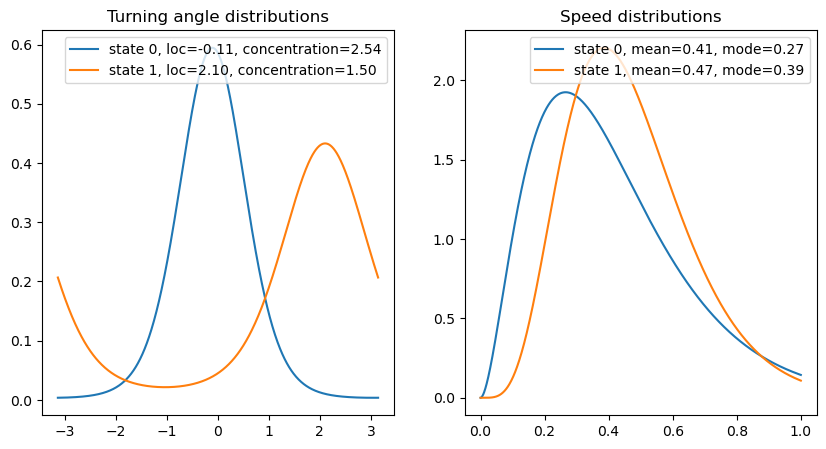 Turning angle distributions
state 0, loc=-0.11, concentration=2.54
state 1, loc=2.10, concentration=1.50
0.6
0.5
0.4
0.3
0.2
0.1
0.0
−3 −2 −1 0 1 2 3
Speed distributions
state 0, mean=0.41, mode=0.27
state 1, mean=0.47, mode=0.39
2.0
1.5
1.0
0.5
0.0
0.0 0.2 0.4 0.6 0.8 1.0